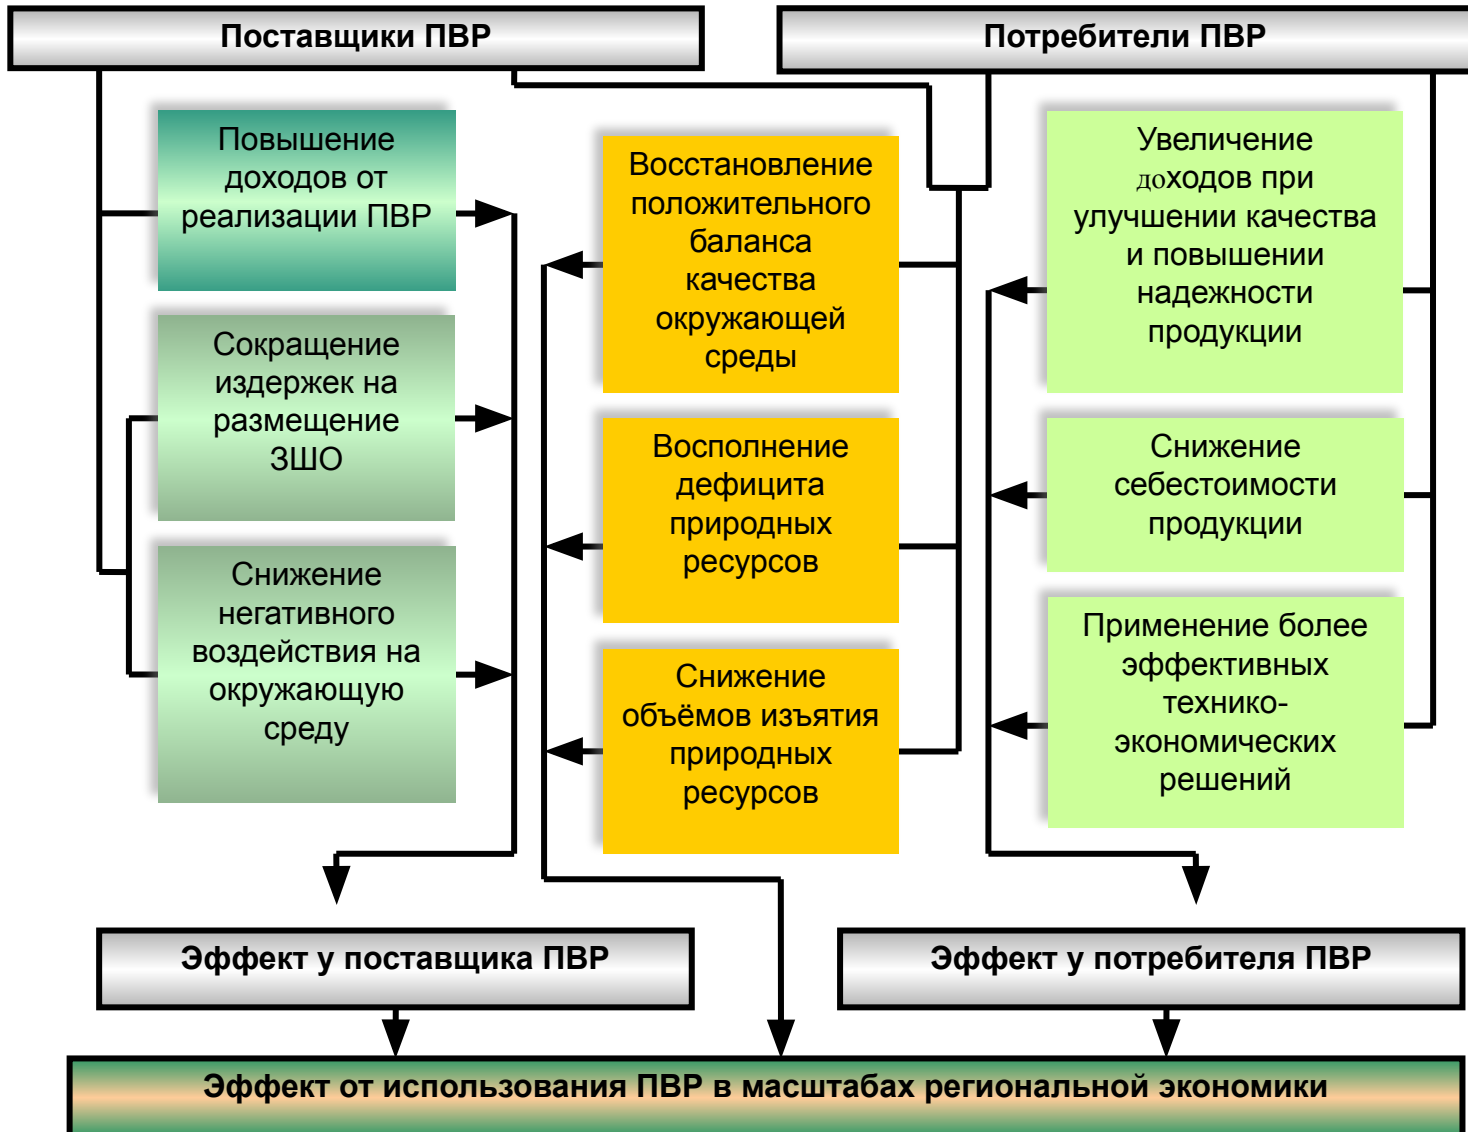 Поставщики ПВР
Потребители ПВР
Повышение
доходов от
реализации ПВР
Сокращение
издержек на
размещение
ЗШО
Снижение
негативного
воздействия на
окружающую
среду
Восстановление
положительного
баланса
качества
окружающей
среды
Восполнение
дефицита
природных
ресурсов
Снижение
объёмов изъятия
природных
ресурсов
Увеличение
доходов при
улучшении качества
и повышении
надежности
продукции
Снижение
себестоимости
продукции
Применение более
эффективных
технико-
экономических
решений
Эффект у поставщика ПВР
Эффект у потребителя ПВР
Эффект от использования ПВР в масштабах региональной экономики